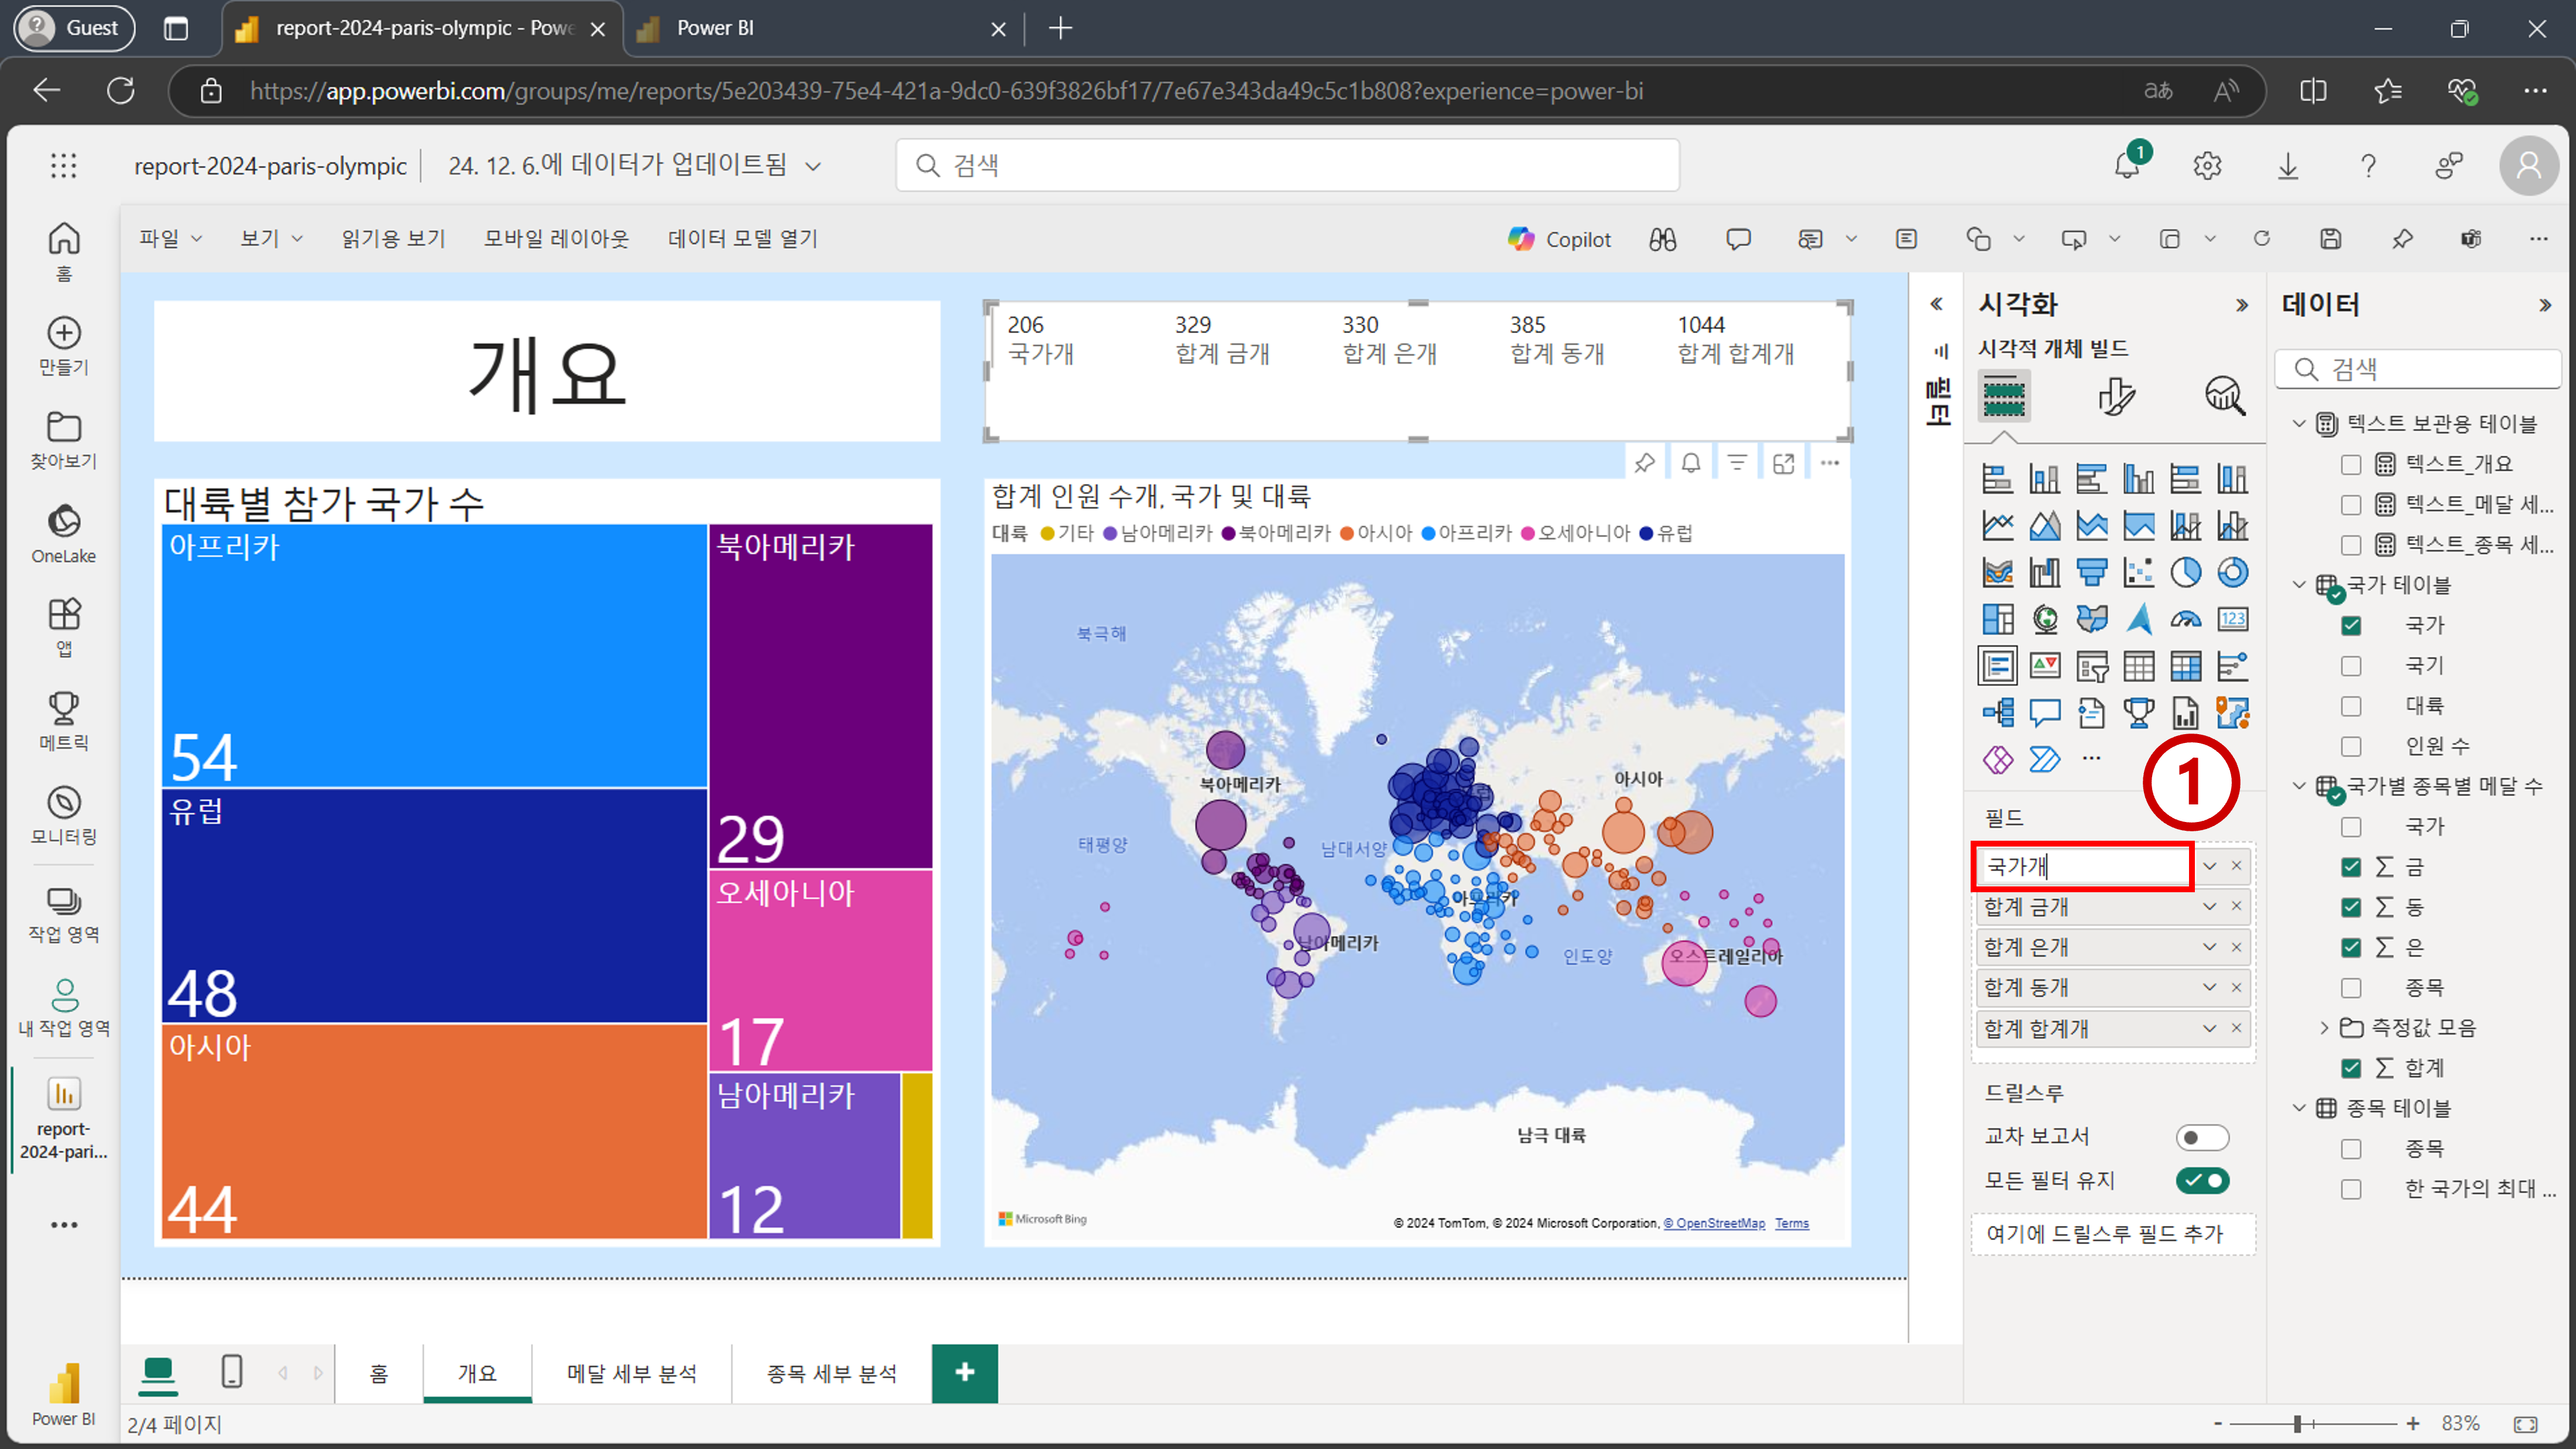 Guest
report-2024-paris-olympic - Powe
Power BI
https://app.powerbi.com/groups/me/reports/5e203439-75e4-421a-9dc0-639f3826bf17/7e67e343da49c5c1b808?experience=power-bi
report-2024-paris-olympic
24. 12. 6.에 데이터가 업데이트됨
검색
1
파일
보기
읽기용 보기
모바일 레이아웃
데이터 모델 열기
Copilot
홈
만들기
찾아보기
OneLake
앱
메트릭
모니터링
작업 영역
내 작업 영역
report-
2024-pari...
Power BI
개요
206
국가개
329
합계 금개
330
합계 은개
385
합계 동개
1044
합계 합계개
대륙별 참가 국가 수
아프리카
54
유럽
48
아시아
44
북아메리카
29
오세아니아
17
남아메리카
12
합계 인원 수개, 국가 및 대륙
대륙 기타 남아메리카 북아메리카 아시아 아프리카 오세아니아 유럽
북극해
북아메리카
아시아
태평양
남대서양
아프리카
남아메리카
인도양
오스트레일리아
남극 대륙
Microsoft Bing
© 2024 TomTom, © 2024 Microsoft Corporation, © OpenStreetMap Terms
필터
시각화
시각적 개체 빌드
123
1
필드
국가개
합계 금개
합계 은개
합계 동개
합계 합계개
드릴스루
교차 보고서
모든 필터 유지
여기에 드릴스루 필드 추가
데이터
검색
텍스트 보관용 테이블
텍스트_개요
텍스트_메달 세...
텍스트_종목 세...
국가 테이블
국가
국기
대륙
인원 수
국가별 종목별 메달 수
국가
금
동
은
종목
측정값 모음
합계
종목 테이블
종목
한 국가의 최대 ...
홈
개요
메달 세부 분석
종목 세부 분석
2/4 페이지
83%